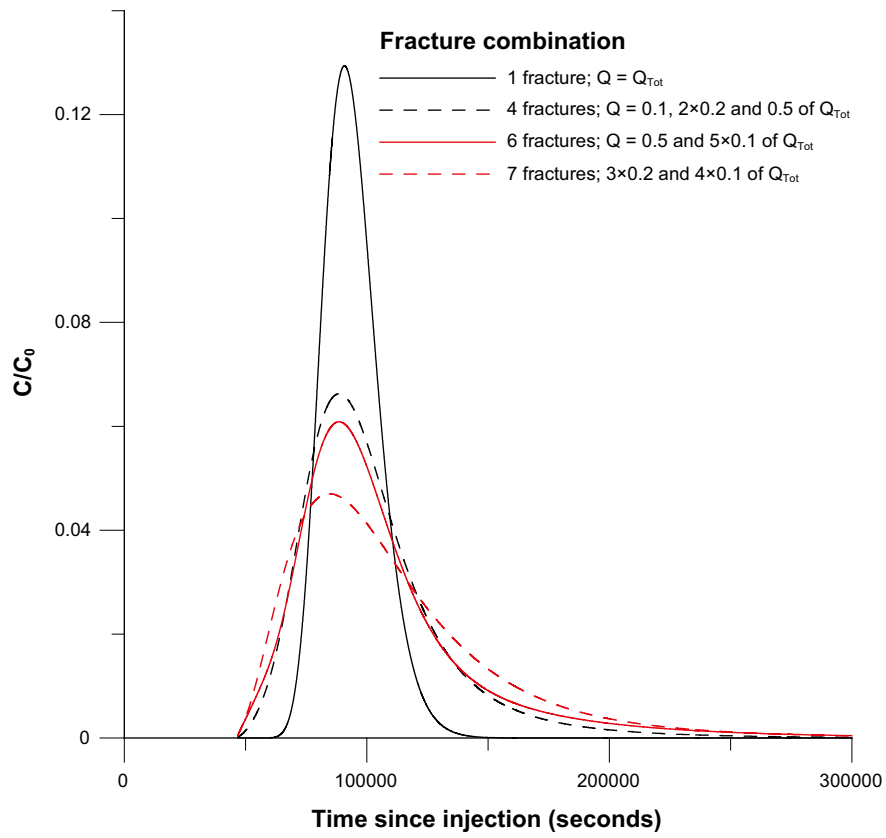 Fracture combination
1 fracture; Q = QTot
4 fractures; Q = 0.1, 2×0.2 and 0.5 of QTot
6 fractures; Q = 0.5 and 5×0.1 of QTot
7 fractures; 3×0.2 and 4×0.1 of QTot
0.12
0.08
0.04
0
C/C0
0 100000 200000 300000
Time since injection (seconds)